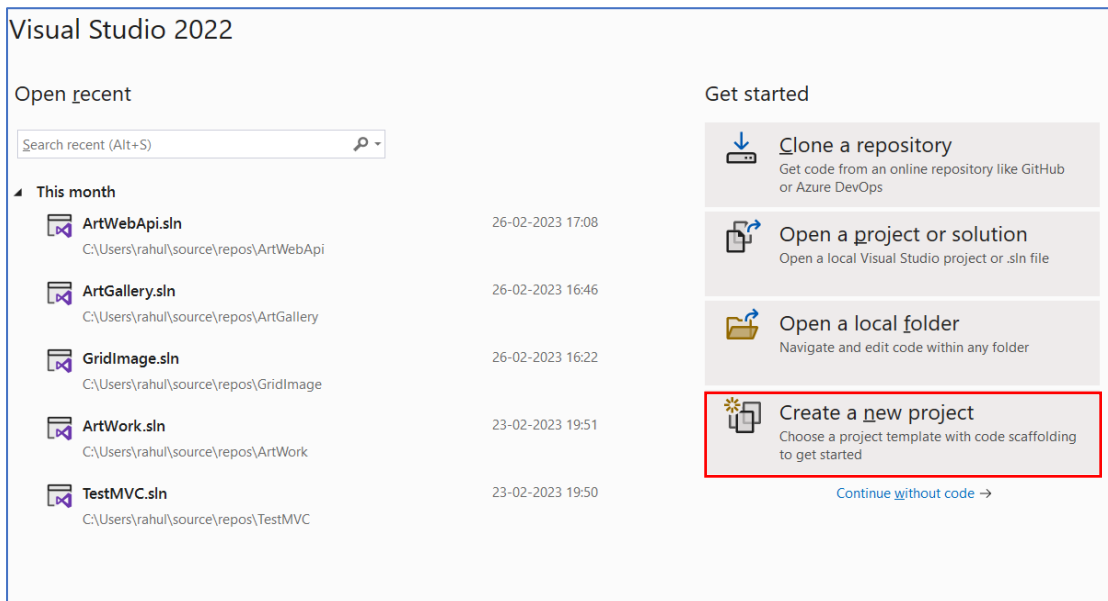 Visual Studio 2022
Open recent
Search recent (Alt+S)
This month
ArtWebApi.sln 26-02-2023 17:08
C:\Users\rahul\source\repos\ArtWebApi
ArtGallery.sln 26-02-2023 16:46
C:\Users\rahul\source\repos\ArtGallery
GridImage.sln 26-02-2023 16:22
C:\Users\rahul\source\repos\GridImage
ArtWork.sln 23-02-2023 19:51
C:\Users\rahul\source\repos\ArtWork
TestMVC.sln 23-02-2023 19:50
C:\Users\rahul\source\repos\TestMVC
Get started
Clone a repository
Get code from an online repository like GitHub
or Azure DevOps
Open a project or solution
Open a local Visual Studio project or .sln file
Open a local folder
Navigate and edit code within any folder
Create a new project
Choose a project template with code scaffolding
to get started
Continue without code →